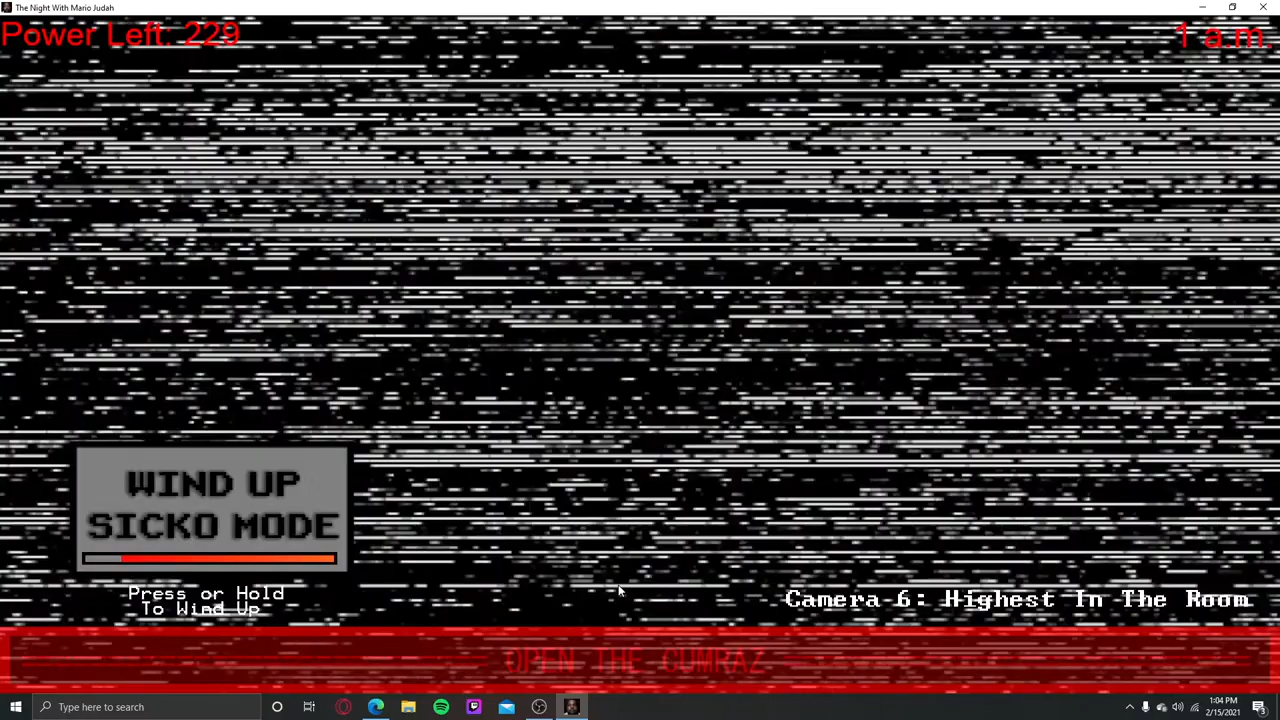 The Night With Mario Judah
Power Left: 229
1 a.m.
WIND UP
SICKO MODE
Press or Hold
To Wind Up
Camera 6: Highest In The Room
OPEN THE CUMRAZ
Type here to search
1:04 PM
2/15/2021
3